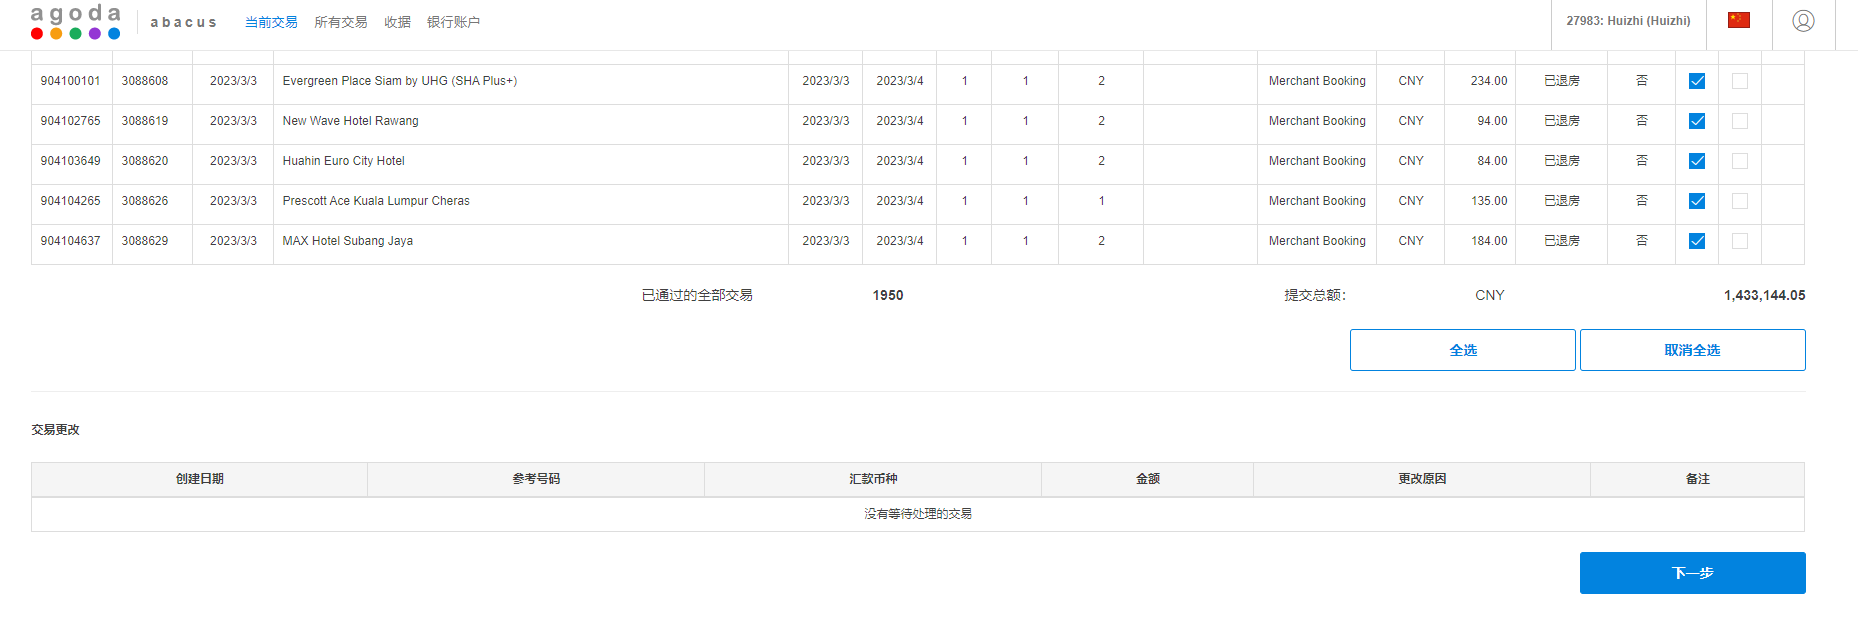 agoda
abacus 当前交易 所有交易 收据 银行账户 27983: Huizhi (Huizhi)
904100101 3088608 2023/3/3 Evergreen Place Siam by UHG (SHA Plus+) 2023/3/3 2023/3/4 1 1 2 Merchant Booking CNY 234.00 已退房 否
904102765 3088619 2023/3/3 New Wave Hotel Rawang 2023/3/3 2023/3/4 1 1 2 Merchant Booking CNY 94.00 已退房 否
904103649 3088620 2023/3/3 Huahin Euro City Hotel 2023/3/3 2023/3/4 1 1 2 Merchant Booking CNY 84.00 已退房 否
904104265 3088626 2023/3/3 Prescott Ace Kuala Lumpur Cheras 2023/3/3 2023/3/4 1 1 1 Merchant Booking CNY 135.00 已退房 否
904104637 3088629 2023/3/3 MAX Hotel Subang Jaya 2023/3/3 2023/3/4 1 1 2 Merchant Booking CNY 184.00 已退房 否
已通过的全部交易 1950 提交总额: CNY 1,433,144.05
全选 取消全选
交易更改
创建日期 参考号码 汇款币种 金额 更改原因 备注
没有等待处理的交易
下一步